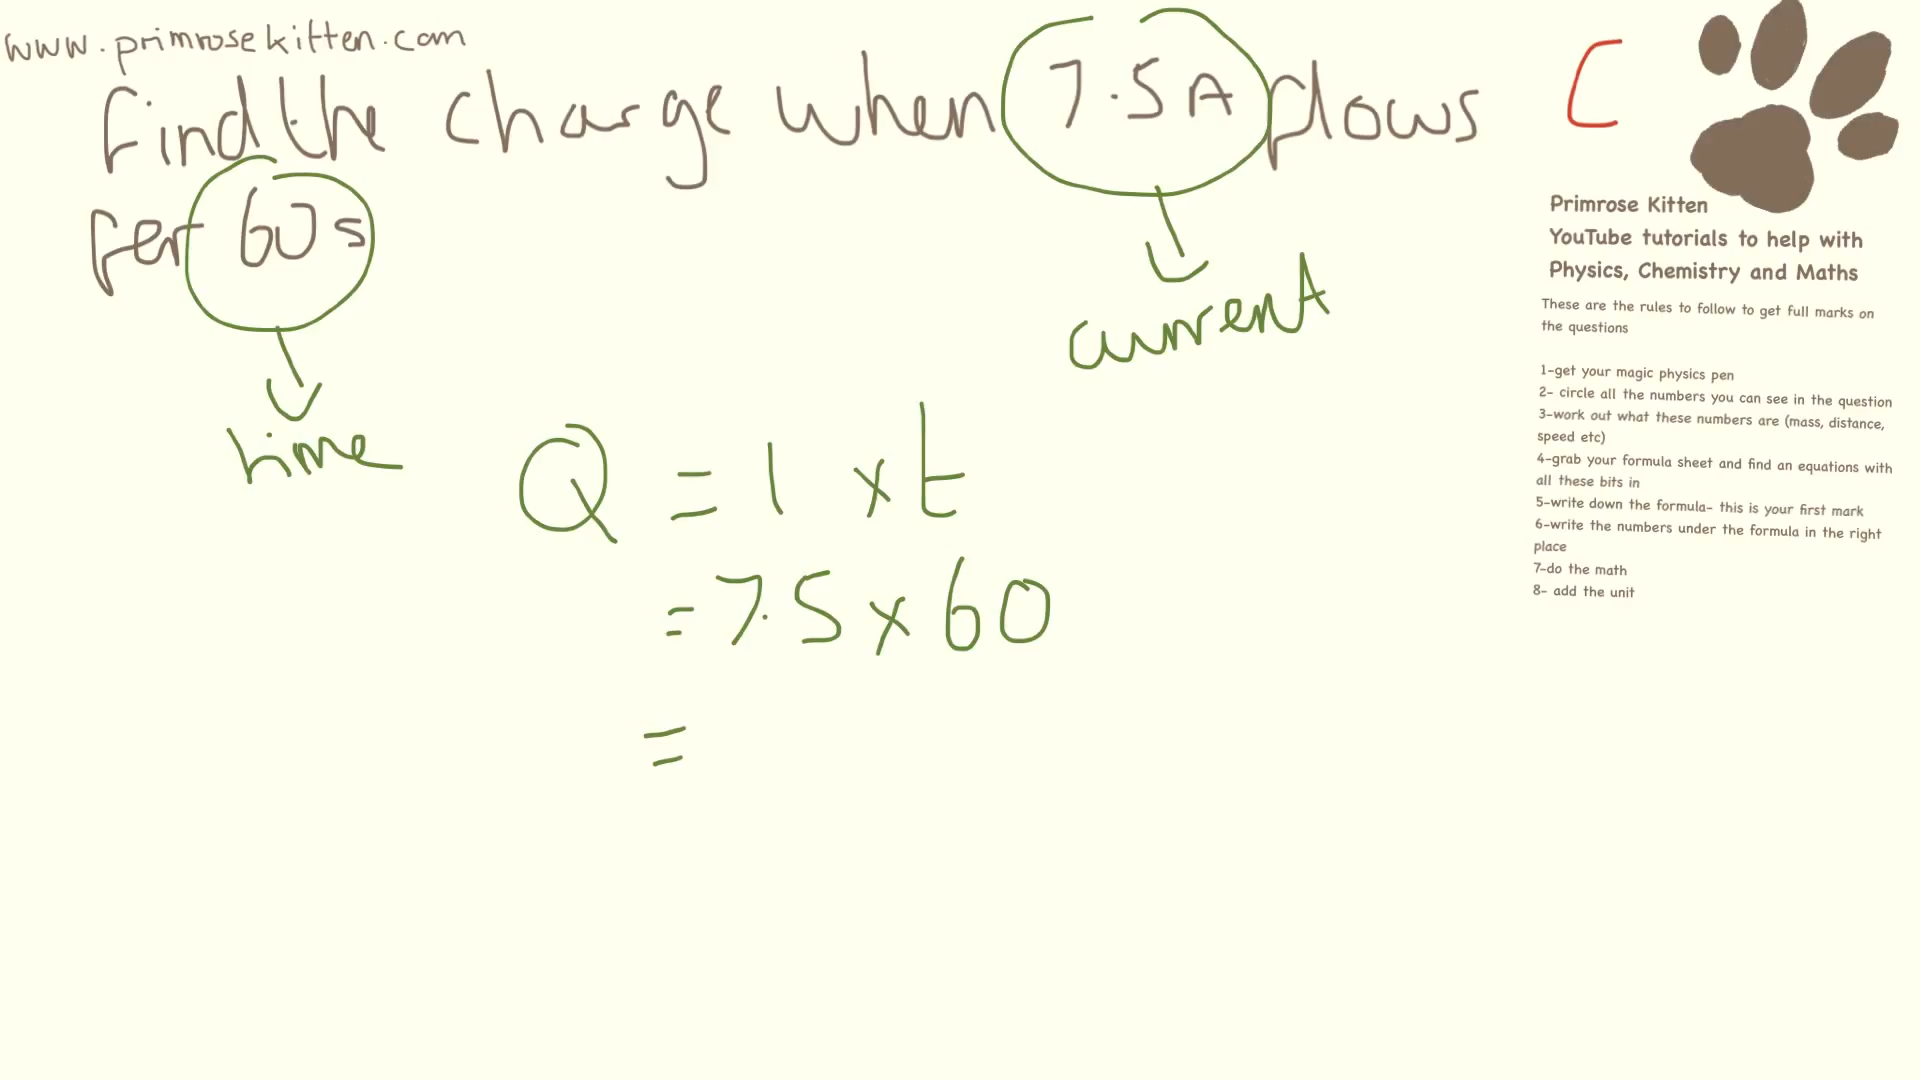 www.primrosekitten.com
Find the charge when 7.5A flows
for 60s
C
current
time
Q = I x t
= 7.5 x 60
=
Primrose Kitten
YouTube tutorials to help with
Physics, Chemistry and Maths
These are the rules to follow to get full marks on
the questions
1-get your magic physics pen
2- circle all the numbers you can see in the question
3-work out what these numbers are (mass, distance,
speed etc)
4-grab your formula sheet and find an equations with
all these bits in
5-write down the formula- this is your first mark
6-write the numbers under the formula in the right
place
7-do the math
8- add the unit